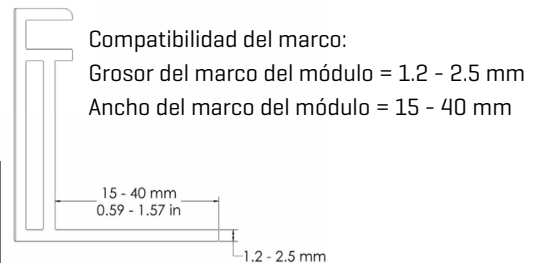 Compatibilidad del marco:
Grosor del marco del módulo = 1.2 - 2.5 mm
Ancho del marco del módulo = 15 - 40 mm
15 - 40 mm
0.59 - 1.57 in
1.2 - 2.5 mm